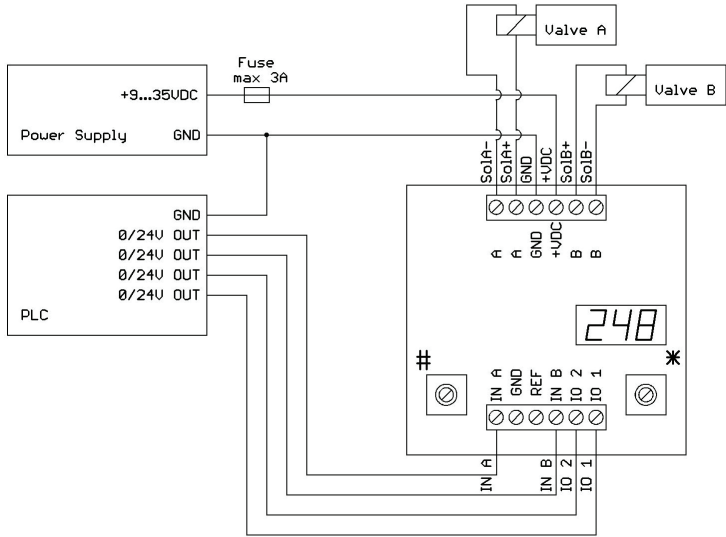 Valve A
Fuse
max 3A
+9...35VDC
Valve B
Power Supply
GND
SolA-
SolA+
GND
+VDC
SolB+
SolB-
GND
0/24V OUT
0/24V OUT
0/24V OUT
0/24V OUT
PLC
A
A
GND
+VDC
B
B
248
#
*
IN A
GND
REF
IN B
IO 2
IO 1
IN A
IN B
IO 2
IO 1